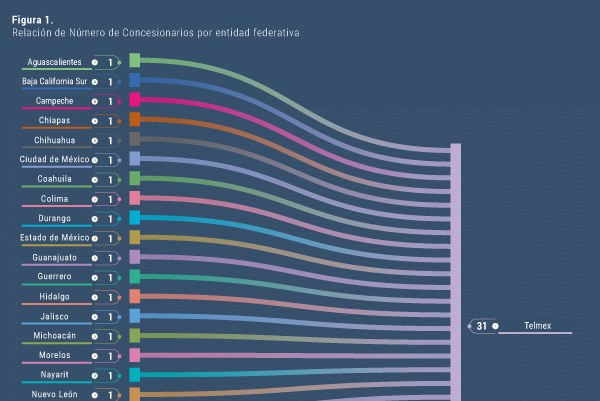 Figura 1.
Relación de Número de Concesionarios por entidad federativa
Aguascalientes 1
Baja California Sur 1
Campeche 1
Chiapas 1
Chihuahua 1
Ciudad de México 1
Coahuila 1
Colima 1
Durango 1
Estado de México 1
Guanajuato 1
Guerrero 1
Hidalgo 1
Jalisco 1
31 Telmex
Michoacán 1
Morelos 1
Nayarit 1
Nuevo León 1